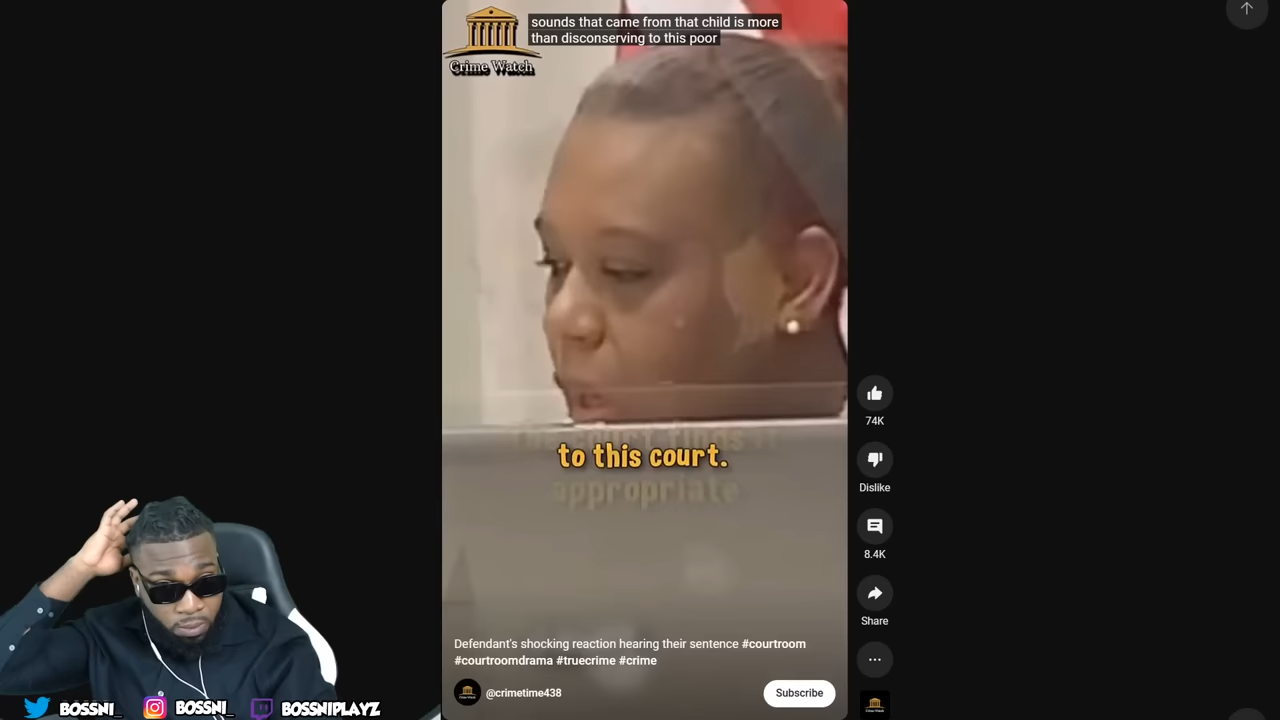 sounds that came from that child is more
than disconserving to this poor
Crime Watch
to this court.
appropriate
74K
Dislike
8.4K
Share
Defendant's shocking reaction hearing their sentence #courtroom
#courtroomdrama #truecrime #crime
@crimetime438
Subscribe
BOSSNI_
BOSSNI_
BOSSNIPLAYZ